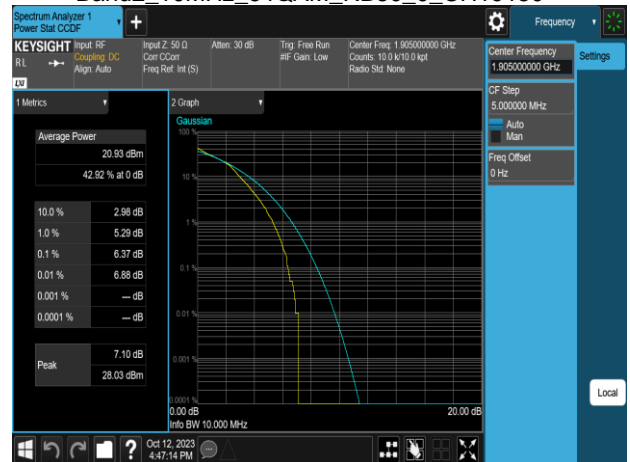 Spectrum Analyzer 1
Power Stat CCDF
Frequency
KEYSIGHT
Input: RF
Coupling: DC
Align: Auto
Input Z: 50 Ω
Corr CCorr
Freq Ref: Int (S)
Atten: 30 dB
Trig: Free Run
#IF Gain: Low
Center Freq: 1.905000000 GHz
Counts: 10.0 k/10.0 kpt
Radio Std: None
RL
LXI
Center Frequency
1.905000000 GHz
Settings
CF Step
5.000000 MHz
Auto
Man
Freq Offset
0 Hz
1 Metrics
Average Power
20.93 dBm
42.92 % at 0 dB
10.0 % 2.98 dB
1.0 % 5.29 dB
0.1 % 6.37 dB
0.01 % 6.88 dB
0.001 % --- dB
0.0001 % --- dB
Peak
7.10 dB
28.03 dBm
2 Graph
Gaussian
100 %
10 %
1 %
0.1 %
0.01 %
0.001 %
0.0001 %
0.00 dB
20.00 dB
Info BW 10.000 MHz
Local
?
Oct 12, 2023
4:47:14 PM